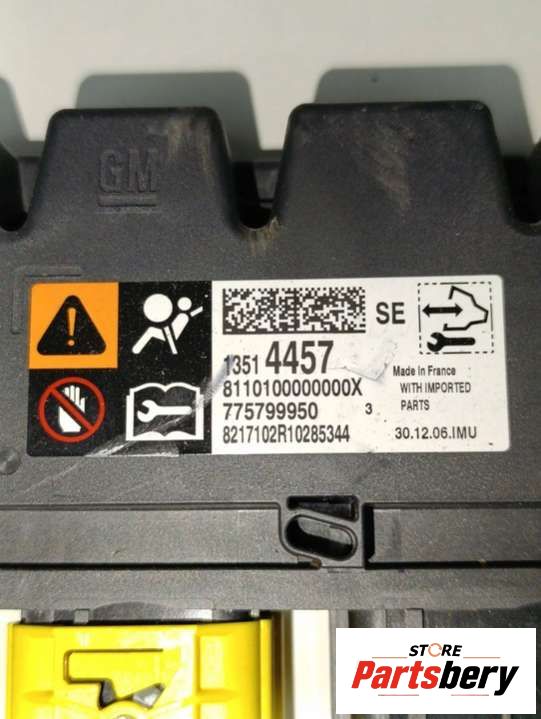 GM
SE
1351 4457
8110100000000X
775799950 3
8217102R10285344
Made In France
WITH IMPORTED
PARTS
30.12.06.IMU
STORE
Partsbery